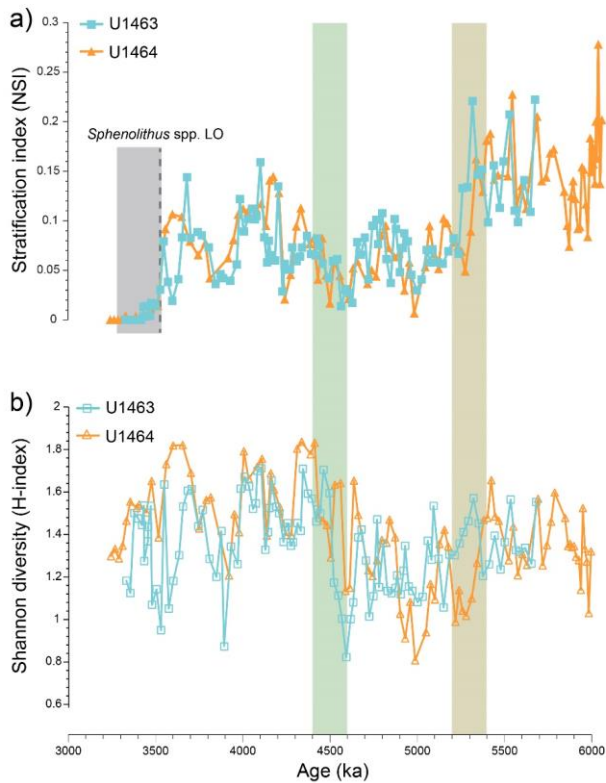 a)
U1463
U1464
Stratification index (NSI)
0.3
0.25
0.2
0.15
0.1
0.05
0
Sphenolithus spp. LO
b)
U1463
U1464
Shannon diversity (H-index)
2
1.8
1.6
1.4
1.2
1
0.8
0.6
3000 3500 4000 4500 5000 5500 6000
Age (ka)